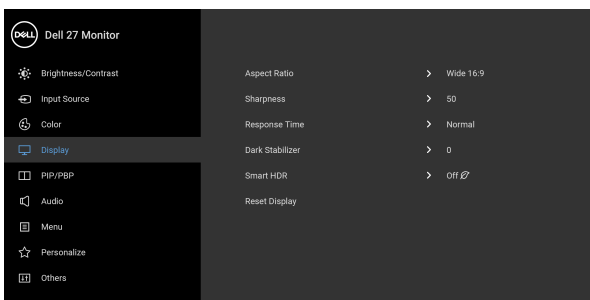 DELL Dell 27 Monitor
Brightness/Contrast
Input Source
Color
Display
PIP/PBP
Audio
Menu
Personalize
Others
Aspect Ratio > Wide 16:9
Sharpness > 50
Response Time > Normal
Dark Stabilizer > 0
Smart HDR > Off
Reset Display